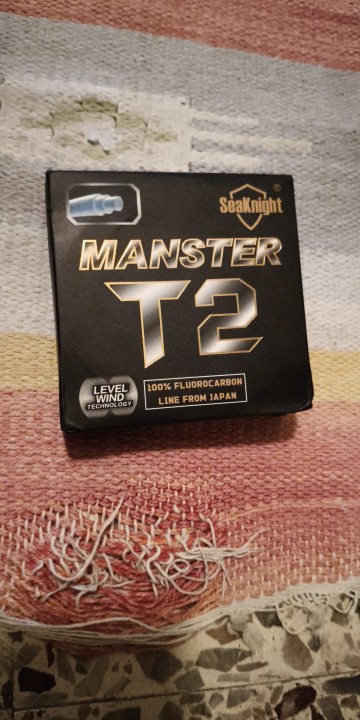 SeaKnight®
MANSTER
T2
LEVEL
WIND
TECHNOLOGY
100% FLUOROCARBON
LINE FROM JAPAN